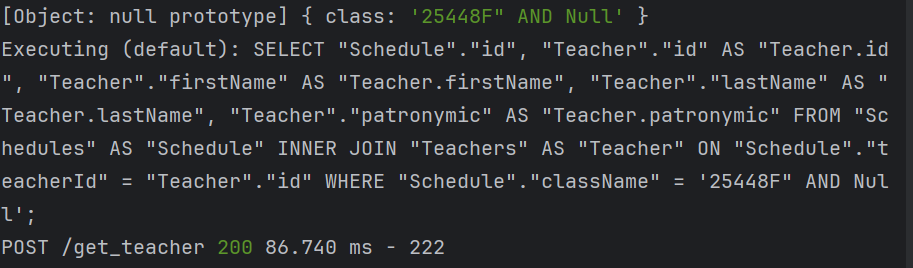 [Object: null prototype] { class: '25448F" AND Null' }
Executing (default): SELECT "Schedule"."id", "Teacher"."id" AS "Teacher.id
", "Teacher"."firstName" AS "Teacher.firstName", "Teacher"."lastName" AS "
Teacher.lastName", "Teacher"."patronymic" AS "Teacher.patronymic" FROM "Sc
hedules" AS "Schedule" INNER JOIN "Teachers" AS "Teacher" ON "Schedule"."t
eacherId" = "Teacher"."id" WHERE "Schedule"."className" = '25448F" AND Nul
l';
POST /get_teacher 200 86.740 ms - 222